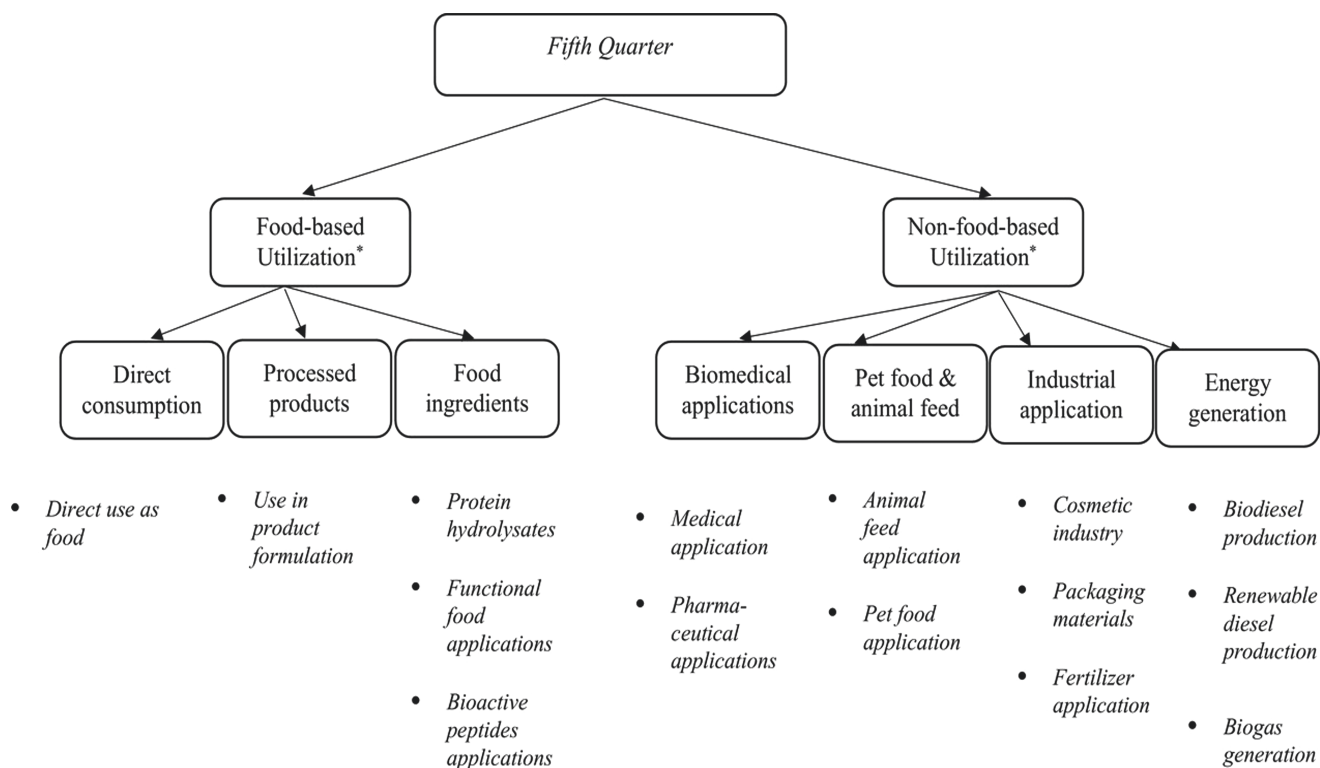 Fifth Quarter
Food-based
Utilization*
Non-food-based
Utilization*
Direct
consumption
Processed
products
Food
ingredients
Biomedical
applications
Pet food &
animal feed
Industrial
application
Energy
generation
• Direct use as
food
• Use in
product
formulation
• Protein
hydrolysates
• Functional
food
applications
• Bioactive
peptides
applications
• Medical
application
• Pharma-
ceutical
applications
• Animal
feed
application
• Pet food
application
• Cosmetic
industry
• Packaging
materials
• Fertilizer
application
• Biodiesel
production
• Renewable
diesel
production
• Biogas
generation